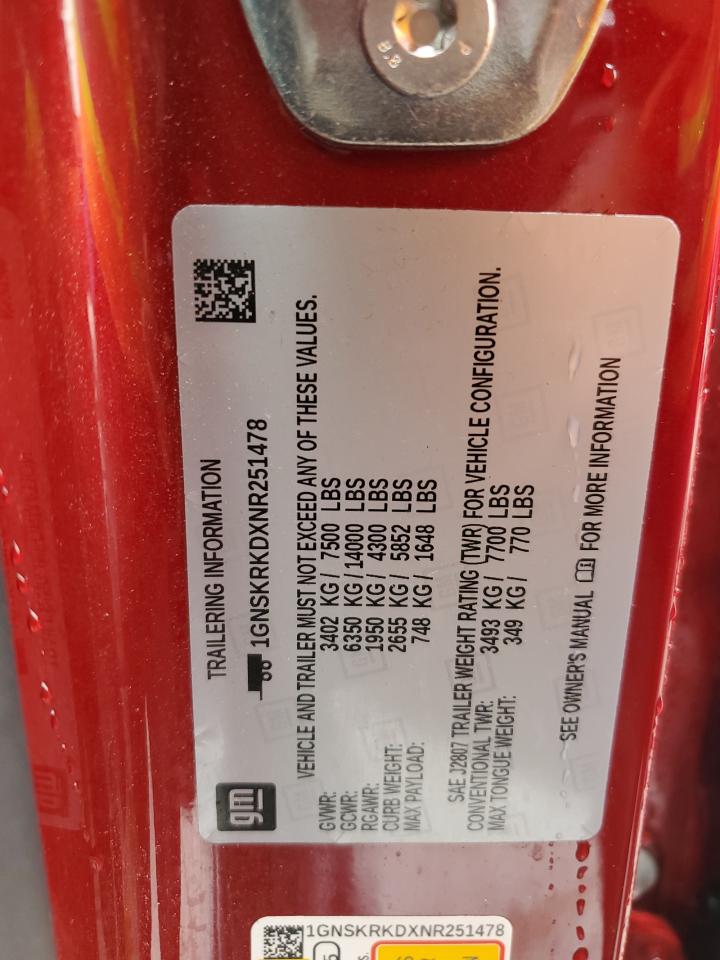 B
8.8
TRAILERING INFORMATION
1GNSKRKDXNR251478
gm
VEHICLE AND TRAILER MUST NOT EXCEED ANY OF THESE VALUES.
GVWR: 3402 KG / 7500 LBS
GCWR: 6350 KG / 14000 LBS
RGAWR: 1950 KG / 4300 LBS
CURB WEIGHT: 2655 KG / 5852 LBS
MAX PAYLOAD: 748 KG / 1648 LBS
SAE J2807 TRAILER WEIGHT RATING (TWR) FOR VEHICLE CONFIGURATION.
CONVENTIONAL TWR: 3493 KG / 7700 LBS
MAX TONGUE WEIGHT: 349 KG / 770 LBS
SEE OWNER'S MANUAL FOR MORE INFORMATION
1GNSKRKDXNR251478